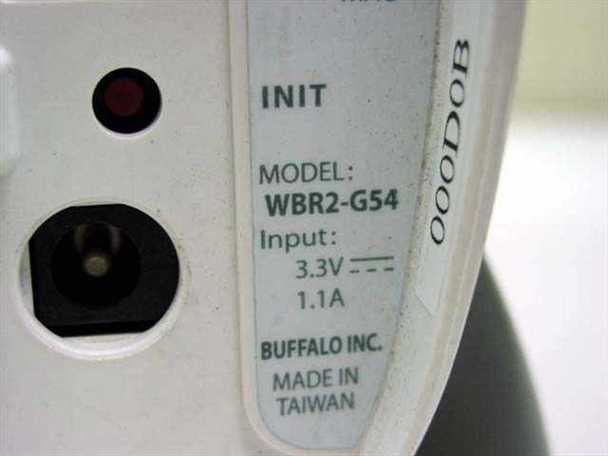 INIT
MODEL:
WBR2-G54
Input:
3.3V
1.1A
BUFFALO INC.
MADE IN
TAIWAN
000D0B